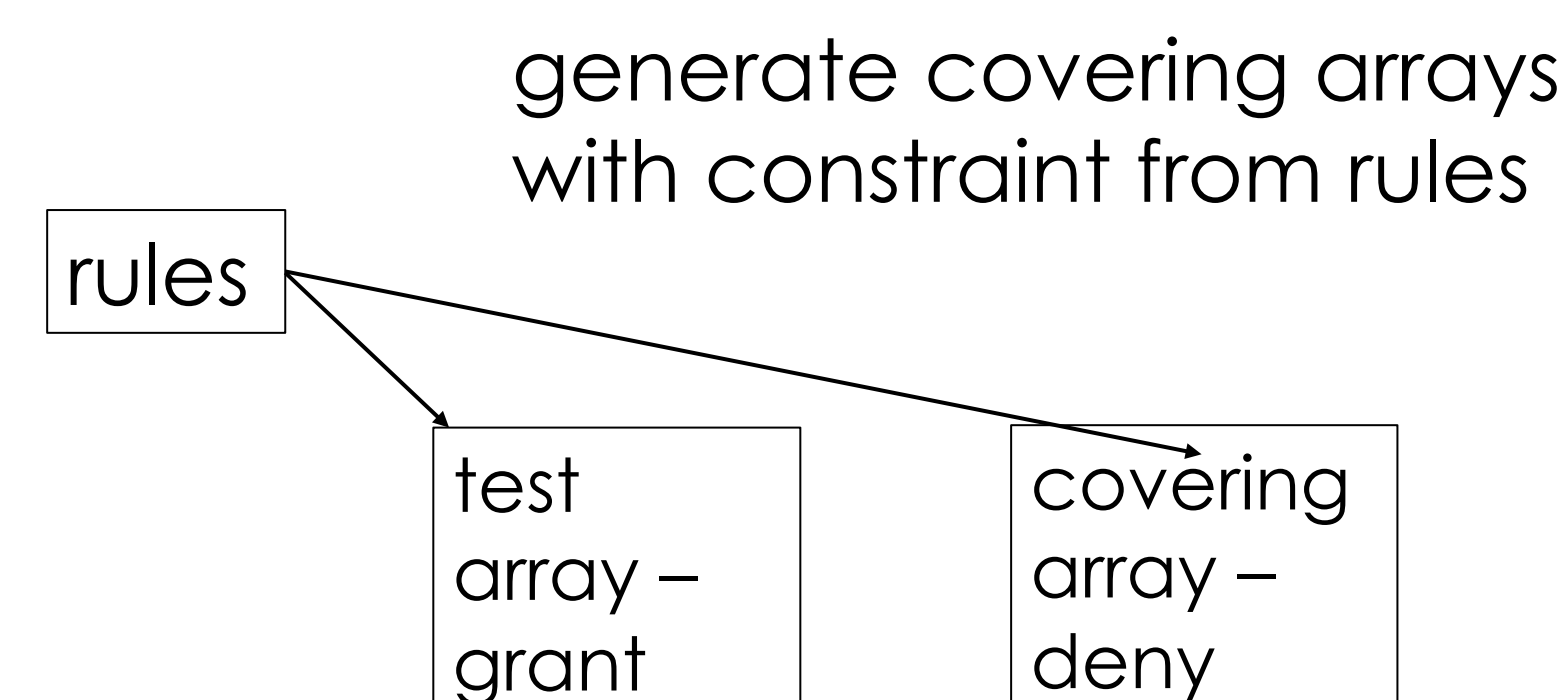 generate covering arrays
with constraint from rules
rules
test
array –
grant
covering
array –
deny